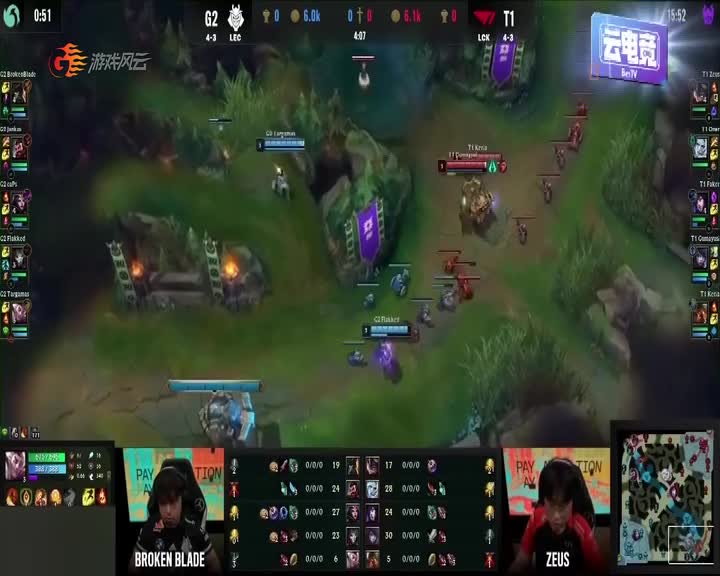 0:51
G2
4-3
LEC
0
6.0k
0
0
6.1k
0
4:07
T1
LCK
4-3
15:52
游戏风云
云电竞
G2 BrokenBlade
G2 Jankos
G2 caPs
G2 Flakked
G2 Targamas
T1 Zeus
T1 Faker
T1 Keria
G2 Targamas
T1 Keria
T1 Gumayusi
G2 Flakked
0/0/0 19 17 0/0/0
0/0/0 24 28 0/0/0
0/0/0 27 24 0/0/0
0/0/0 23 30 0/0/0
0/0/0 6 5 0/0/0
BROKEN BLADE
ZEUS